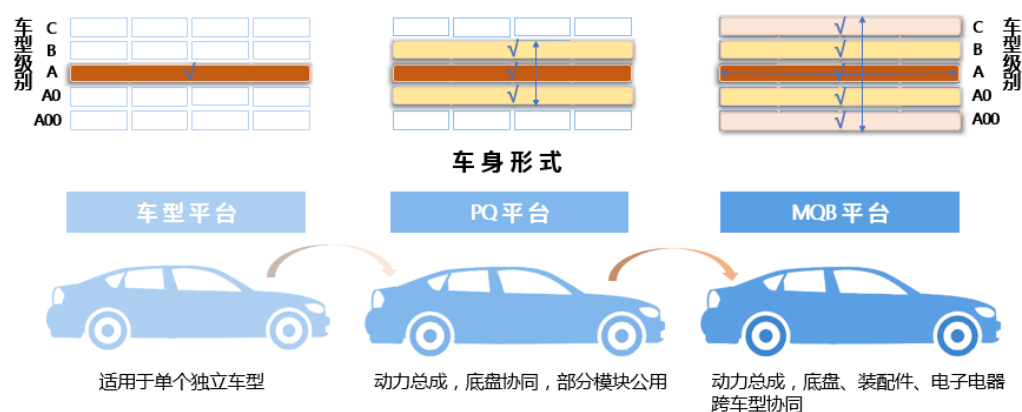 车型级别
C
B
A
A0
A00
√
√
√
√
√
√
√
√
√
C
B
A
A0
A00
车型级别
车身形式
车型平台
PQ平台
MQB平台
适用于单个独立车型
动力总成，底盘协同，部分模块公用
动力总成，底盘、装配件、电子电器
跨车型协同